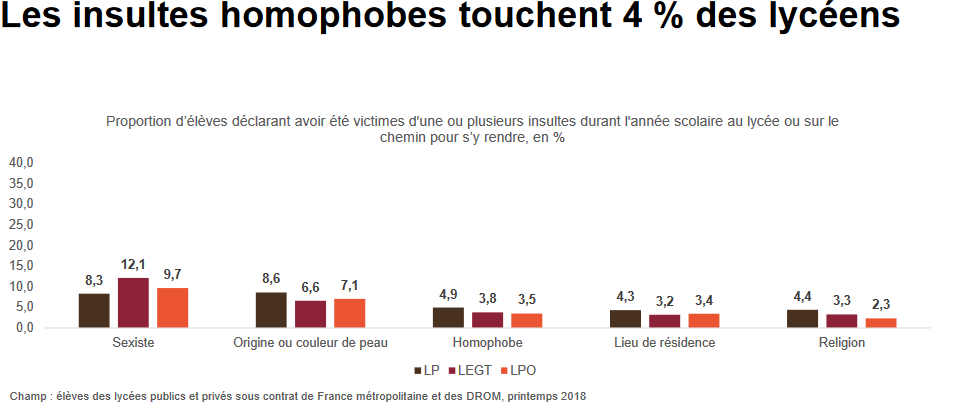 Les insultes homophobes touchent 4 % des lycéens
Proportion d'élèves déclarant avoir été victimes d'une ou plusieurs insultes durant l'année scolaire au lycée ou sur le
chemin pour s'y rendre, en %
40,0
35,0
30,0
25,0
20,0
15,0
10,0
5,0
0,0
8,3 12,1 9,7
8,6 6,6 7,1
4,9 3,8 3,5
4,3 3,2 3,4
4,4 3,3 2,3
Sexiste Origine ou couleur de peau Homophobe Lieu de résidence Religion
LP LEGT LPO
Champ : élèves des lycées publics et privés sous contrat de France métropolitaine et des DROM, printemps 2018